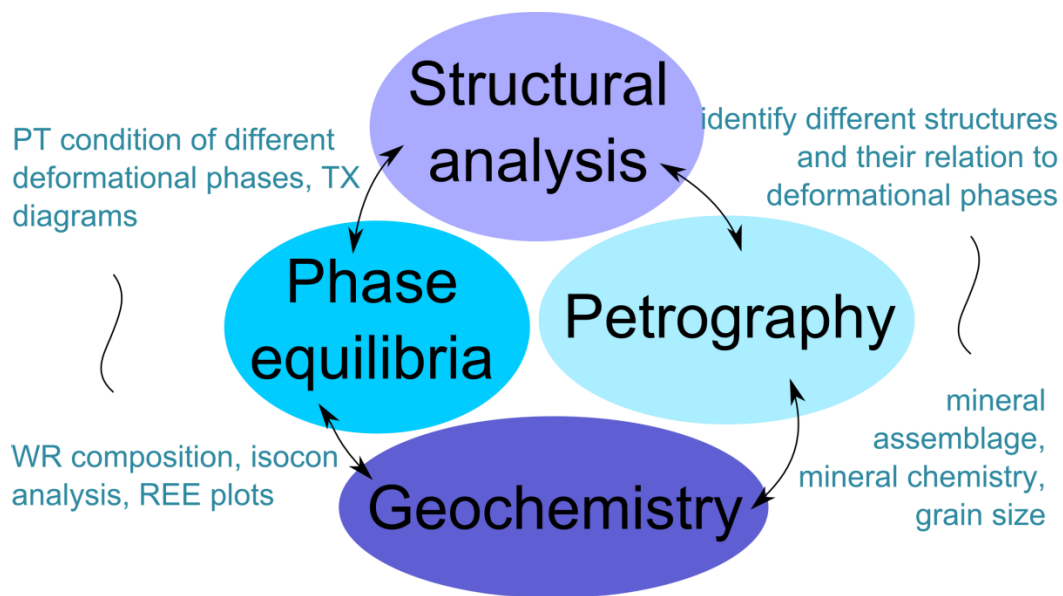 Structural
analysis
identify different structures
and their relation to
deformational phases
PT condition of different
deformational phases, TX
diagrams
Phase
equilibria
Petrography
mineral
assemblage,
mineral chemistry,
grain size
WR composition, isocon
analysis, REE plots
Geochemistry